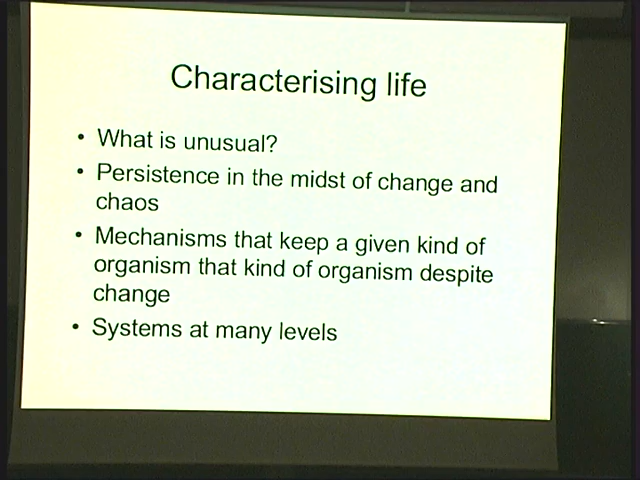 Characterising life
• What is unusual?
• Persistence in the midst of change and
chaos
• Mechanisms that keep a given kind of
organism that kind of organism despite
change
• Systems at many levels